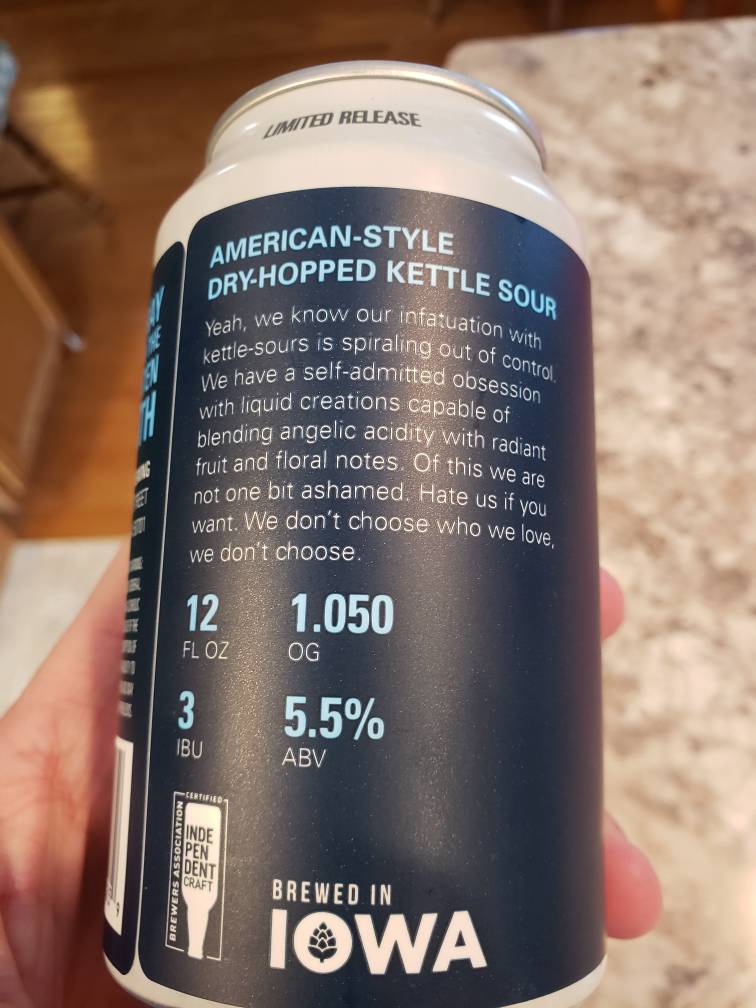 LIMITED RELEASE
AMERICAN-STYLE
DRY-HOPPED KETTLE SOUR
Yeah, we know our infatuation with
kettle-sours is spiraling out of control.
We have a self-admitted obsession
with liquid creations capable of
blending angelic acidity with radiant
fruit and floral notes. Of this we are
not one bit ashamed. Hate us if you
want. We don't choose who we love,
we don't choose.
12 1.050
FL OZ OG
3 5.5%
IBU ABV
CERTIFIED
BREWERS ASSOCIATION
INDE
PEN
DENT
CRAFT
BREWED IN
IOWA